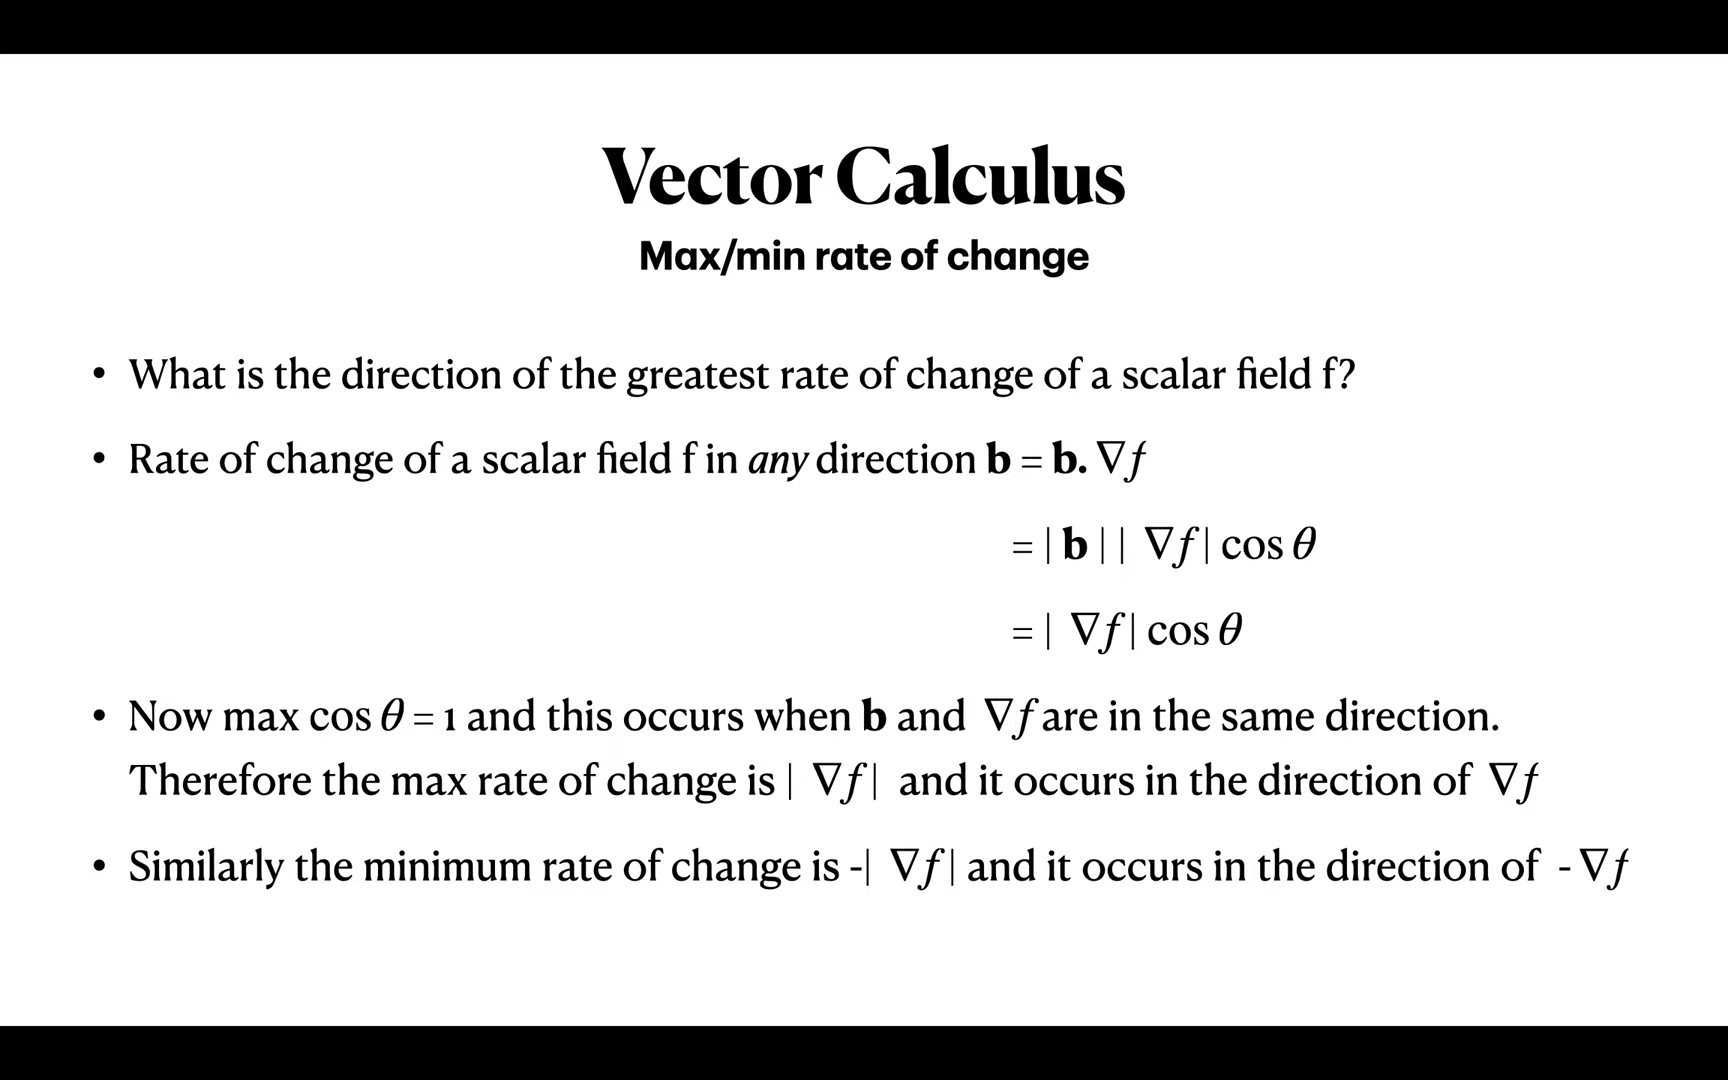 Vector Calculus
Max/min rate of change
• What is the direction of the greatest rate of change of a scalar field f?
• Rate of change of a scalar field f in any direction b = b. ∇f
= | b | | ∇f | cos θ
= | ∇f | cos θ
• Now max cos θ = 1 and this occurs when b and ∇f are in the same direction.
Therefore the max rate of change is | ∇f | and it occurs in the direction of ∇f
• Similarly the minimum rate of change is -| ∇f | and it occurs in the direction of - ∇f